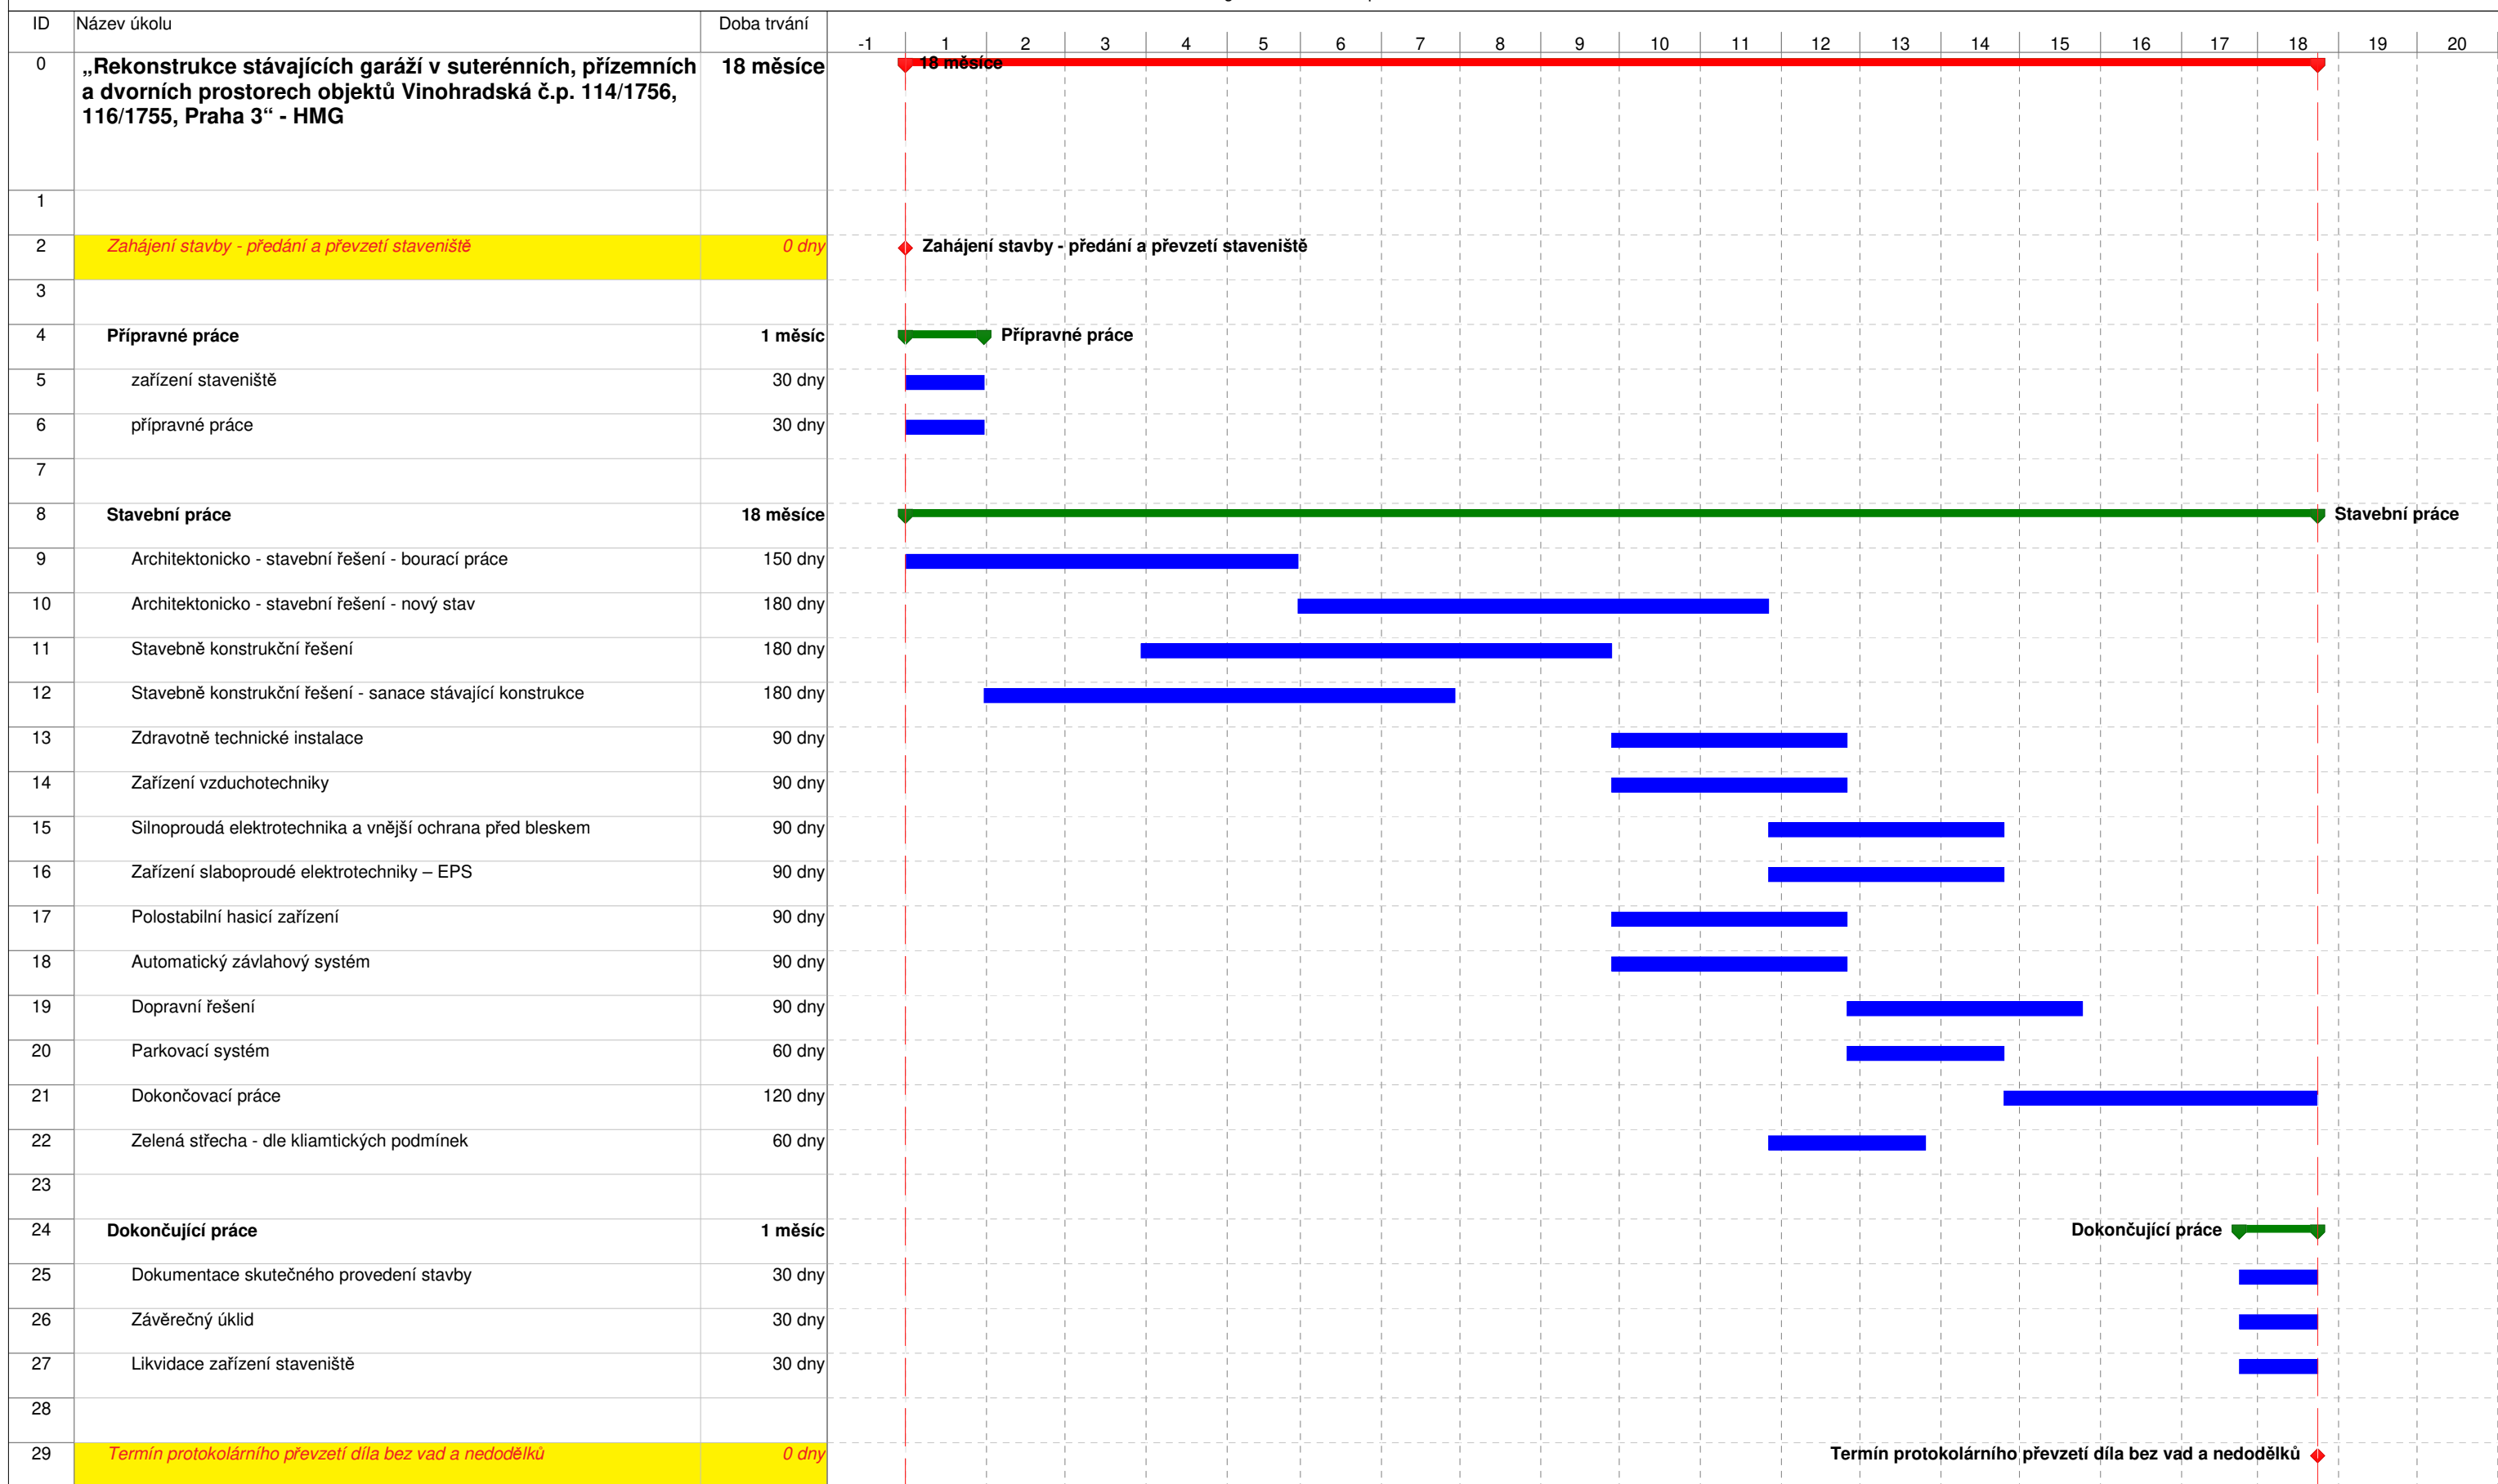 ID Název úkolu Doba trvání -1 1 2 3 4 5 6 7 8 9 10 11 12 13 14 15 16 17 18 19 20
0 „Rekonstrukce stávajících garáží v suterénních, přízemních 18 měsíce 18 měsíce
a dvorních prostorech objektů Vinohradská č.p. 114/1756,
116/1755, Praha 3“ - HMG
1
2 Zahájení stavby - předání a převzetí staveniště 0 dny Zahájení stavby - předání a převzetí staveniště
3
4 Přípravné práce 1 měsíc Přípravné práce
5 zařízení staveniště 30 dny
6 přípravné práce 30 dny
7
8 Stavební práce 18 měsíce Stavební práce
9 Architektonicko - stavební řešení - bourací práce 150 dny
10 Architektonicko - stavební řešení - nový stav 180 dny
11 Stavebně konstrukční řešení 180 dny
12 Stavebně konstrukční řešení - sanace stávající konstrukce 180 dny
13 Zdravotně technické instalace 90 dny
14 Zařízení vzduchotechniky 90 dny
15 Silnoproudá elektrotechnika a vnější ochrana před bleskem 90 dny
16 Zařízení slaboproudé elektrotechniky – EPS 90 dny
17 Polostabilní hasicí zařízení 90 dny
18 Automatický závlahový systém 90 dny
19 Dopravní řešení 90 dny
20 Parkovací systém 60 dny
21 Dokončovací práce 120 dny
22 Zelená střecha - dle kliamtických podmínek 60 dny
23
24 Dokončující práce 1 měsíc Dokončující práce
25 Dokumentace skutečného provedení stavby 30 dny
26 Závěrečný úklid 30 dny
27 Likvidace zařízení staveniště 30 dny
28
29 Termín protokolárního převzetí díla bez vad a nedodělků 0 dny Termín protokolárního převzetí díla bez vad a nedodělků